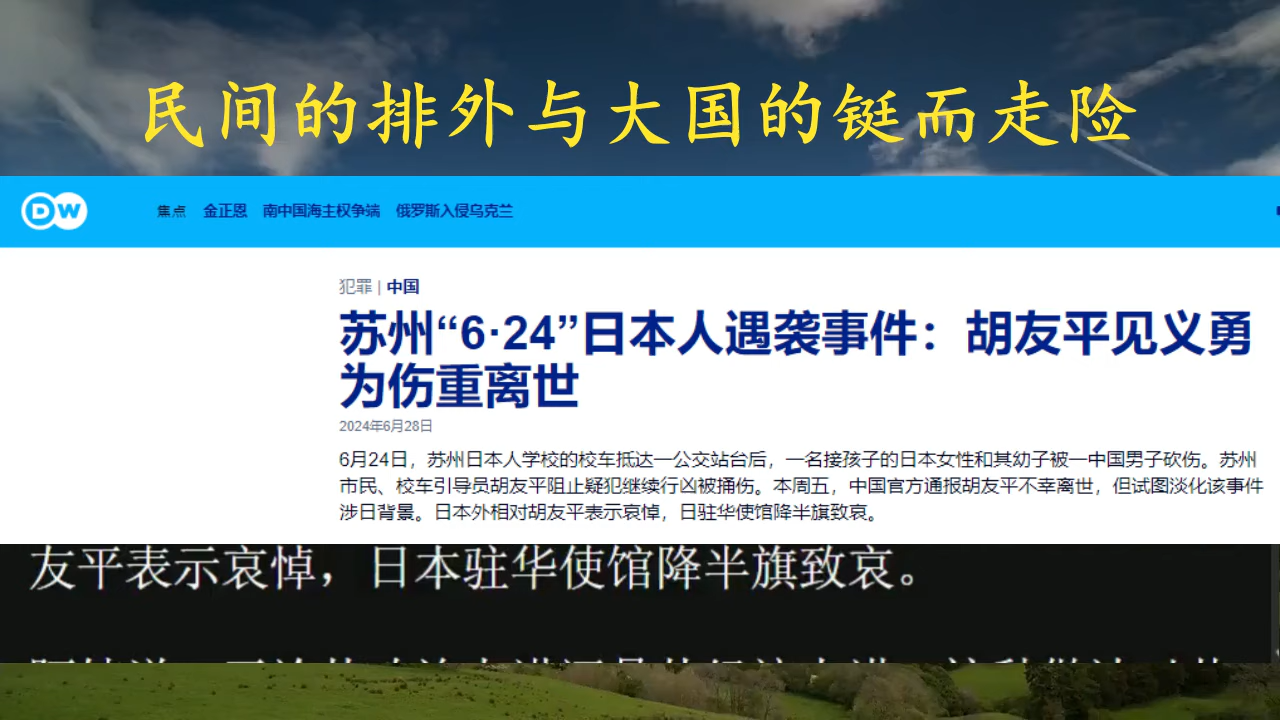 民间的排外与大国的铤而走险
DW 焦点 金正恩 南中国海主权争端 俄罗斯入侵乌克兰
犯罪 | 中国
苏州“6·24”日本人遇袭事件：胡友平见义勇
为伤重离世
2024年6月28日
6月24日，苏州日本人学校的校车抵达一公交站台后，一名接孩子的日本女性和其幼子被一中国男子砍伤。苏州
市民、校车引导员胡友平阻止疑犯继续行凶被捅伤。本周五，中国官方通报胡友平不幸离世，但试图淡化该事件
涉日背景。日本外相对胡友平表示哀悼，日驻华使馆降半旗致哀。
友平表示哀悼，日本驻华使馆降半旗致哀。